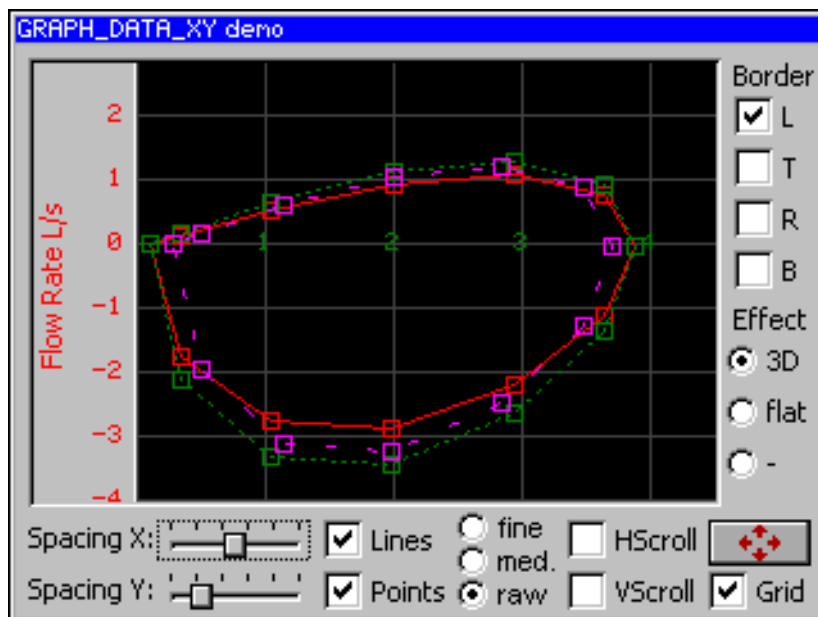 GRAPH_DATA_XY demo
Flow Rate L/s
2
1
0
-1
-2
-3
-4
1 2 3 4
Border
L
T
R
B
Effect
3D
flat
-
Spacing X:
Lines
fine
med.
raw
HScroll
Spacing Y:
Points
VScroll
Grid